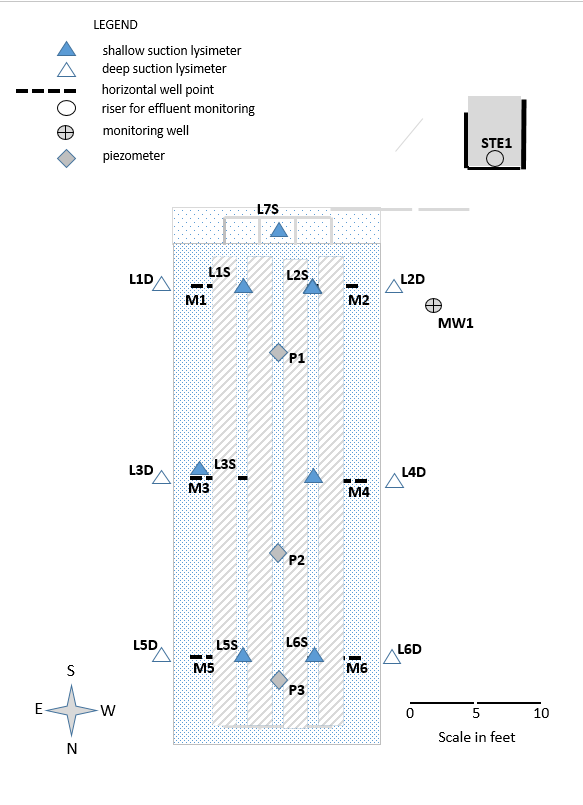 LEGEND
shallow suction lysimeter
deep suction lysimeter
horizontal well point
riser for effluent monitoring
monitoring well
piezometer
STE1
L7S
L1D
L1S
L2S
L2D
M1
M2
MW1
P1
L3D
L3S
L4D
M3
M4
P2
L5D
L5S
L6S
L6D
M5
M6
P3
S
E W
N
0 5 10
Scale in feet